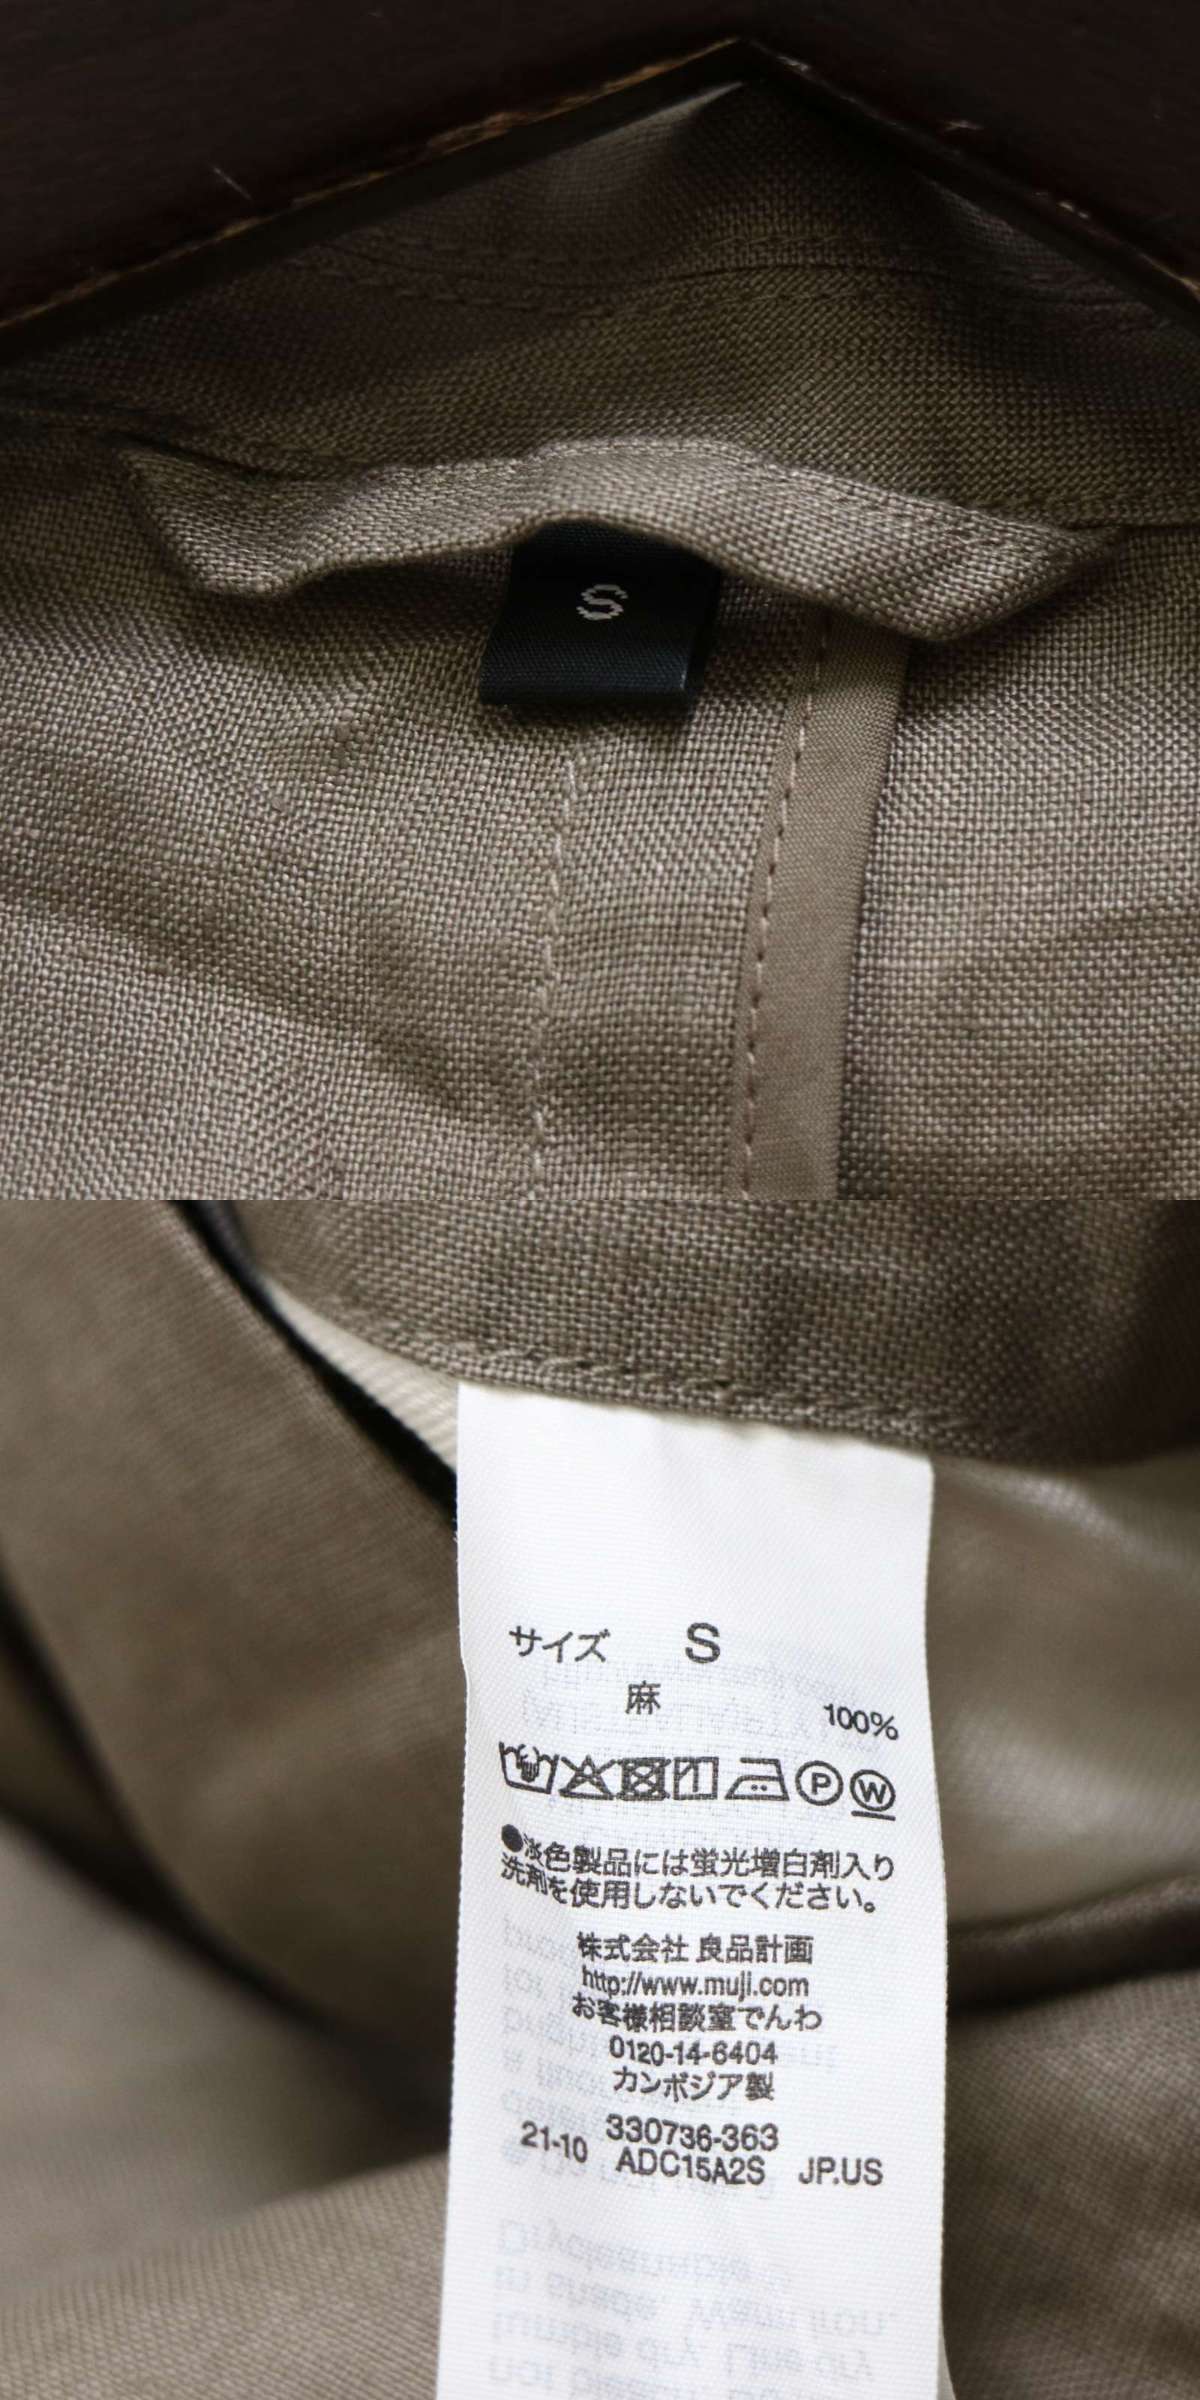 S
サイズ S
麻 100%
P W
●淡色製品には蛍光増白剤入り
洗剤を使用しないでください。
株式会社 良品計画
http://www.muji.com
お客様相談室でんわ
0120-14-6404
カンボジア製
330736-363
21-10 ADC15A2S JP.US